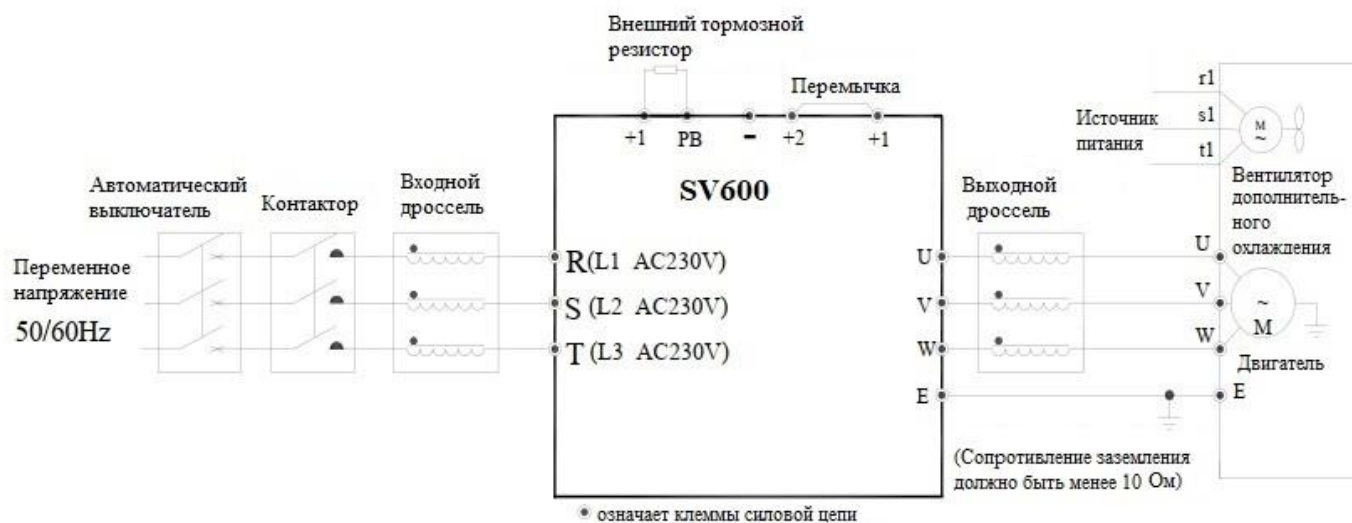 Внешний тормозной
резистор
Перемычка
+1 PB - +2 +1
SV600
r1
s1
t1
Источник
питания
M
~
Вентилятор
дополнитель-
ного
охлаждения
Автоматический
выключатель
Контактор
Входной
дроссель
Выходной
дроссель
Переменное
напряжение
50/60Hz
R(L1 AC230V)
S (L2 AC230V)
T (L3 AC230V)
U
V
W
E
U
V
W
~
M
Двигатель
E
(Сопротивление заземления
должно быть менее 10 Ом)
означает клеммы силовой цепи